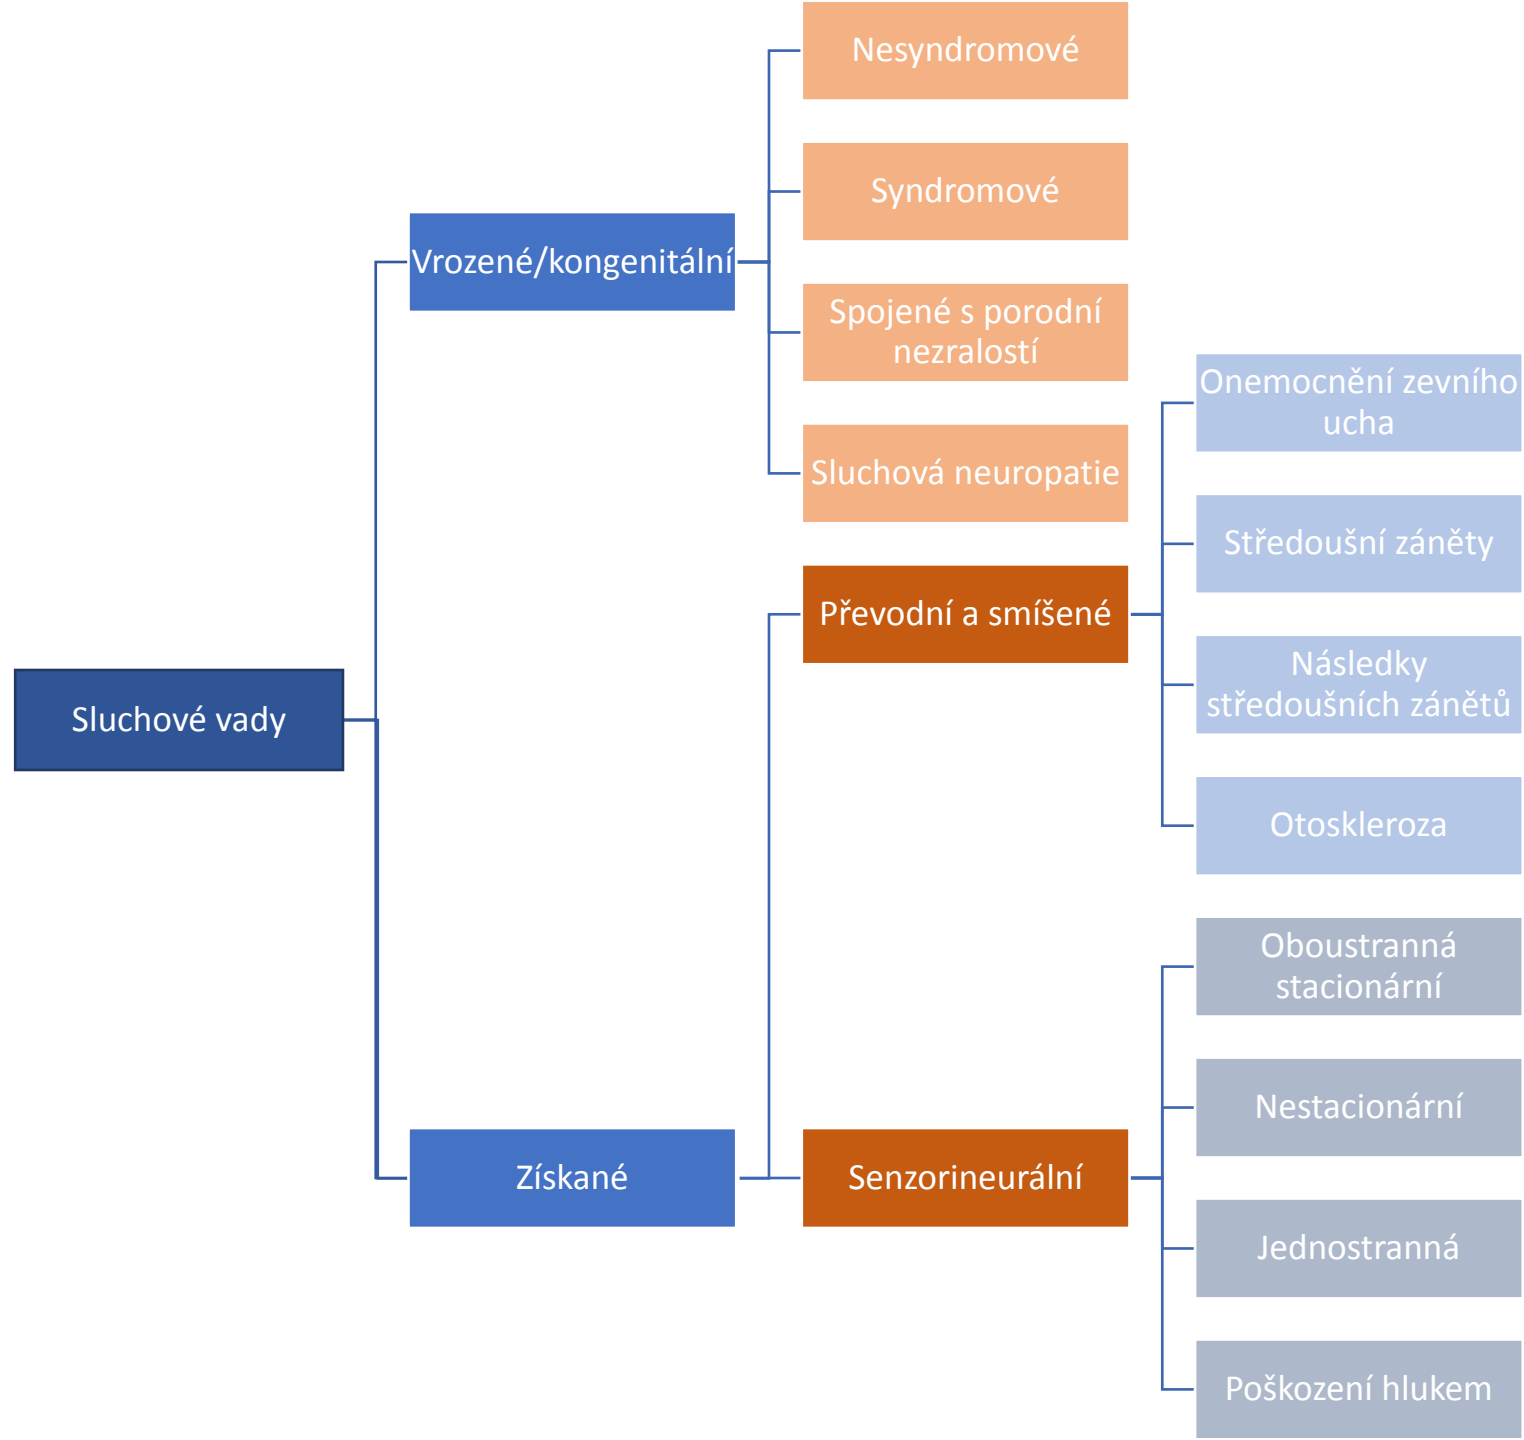 Sluchové vady
Vrozené/kongenitální
Nesyndromové
Syndromové
Spojené s porodní
nezralostí
Sluchová neuropatie
Získané
Převodní a smíšené
Onemocnění zevního
ucha
Středoušní záněty
Následky
středoušních zánětů
Otoskleroza
Senzorineurální
Oboustranná
stacionární
Nestacionární
Jednostranná
Poškození hlukem